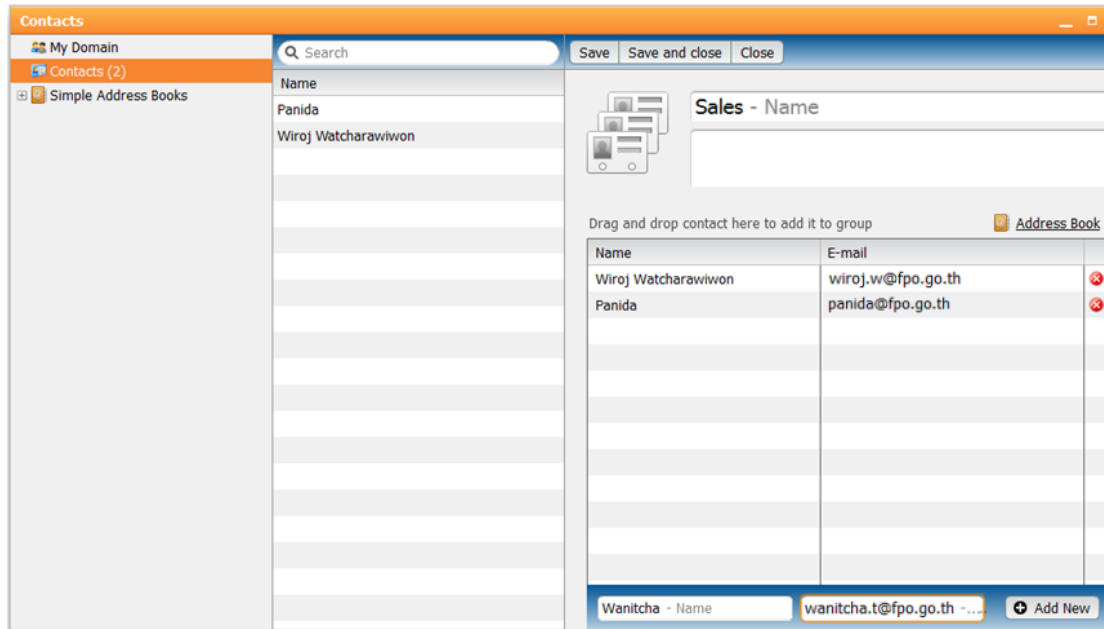 Contacts
My Domain
Contacts (2)
Simple Address Books
Search
Name
Panida
Wiroj Watcharawiwon
Save Save and close Close
Sales - Name
Drag and drop contact here to add it to group Address Book
Name E-mail
Wiroj Watcharawiwon wiroj.w@fpo.go.th
Panida panida@fpo.go.th
Wanitcha - Name wanitcha.t@fpo.go.th -.... Add New